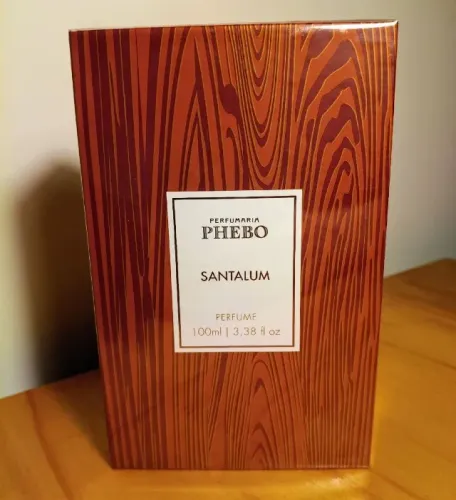 PERFUMARIA
PHEBO
SANTALUM
PERFUME
100ml | 3,38 fl oz